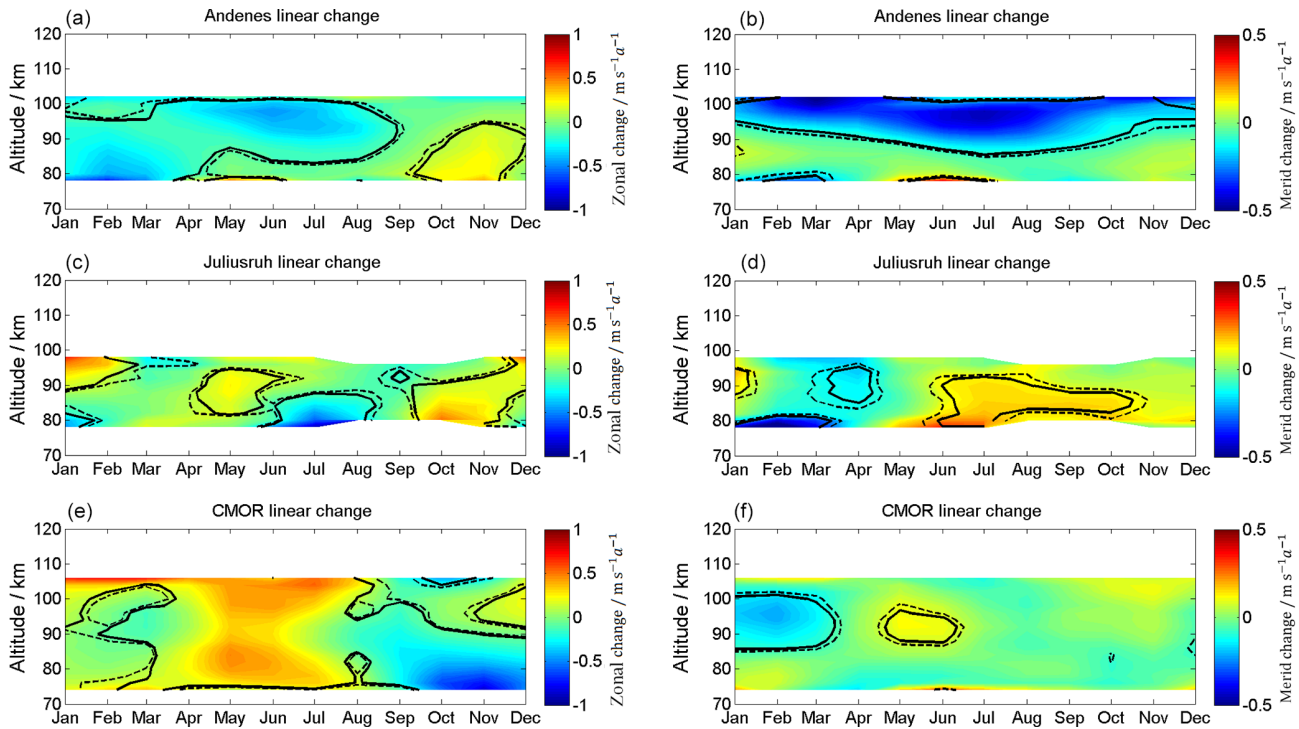 (a) Andenes linear change
120
110
100
90
80
70
Altitude / km
Jan Feb Mar Apr May Jun Jul Aug Sep Oct Nov Dec
1
0.5
0
-0.5
-1
Zonal change / m s⁻¹a⁻¹
(b) Andenes linear change
120
110
100
90
80
70
Altitude / km
Jan Feb Mar Apr May Jun Jul Aug Sep Oct Nov Dec
0.5
0
-0.5
Merid change / m s⁻¹a⁻¹
(c) Juliusruh linear change
120
110
100
90
80
70
Altitude / km
Jan Feb Mar Apr May Jun Jul Aug Sep Oct Nov Dec
1
0.5
0
-0.5
-1
Zonal change / m s⁻¹a⁻¹
(d) Juliusruh linear change
120
110
100
90
80
70
Altitude / km
Jan Feb Mar Apr May Jun Jul Aug Sep Oct Nov Dec
0.5
0
-0.5
Merid change / m s⁻¹a⁻¹
(e) CMOR linear change
120
110
100
90
80
70
Altitude / km
Jan Feb Mar Apr May Jun Jul Aug Sep Oct Nov Dec
1
0.5
0
-0.5
-1
Zonal change / m s⁻¹a⁻¹
(f) CMOR linear change
120
110
100
90
80
70
Altitude / km
Jan Feb Mar Apr May Jun Jul Aug Sep Oct Nov Dec
0.5
0
-0.5
Merid change / m s⁻¹a⁻¹